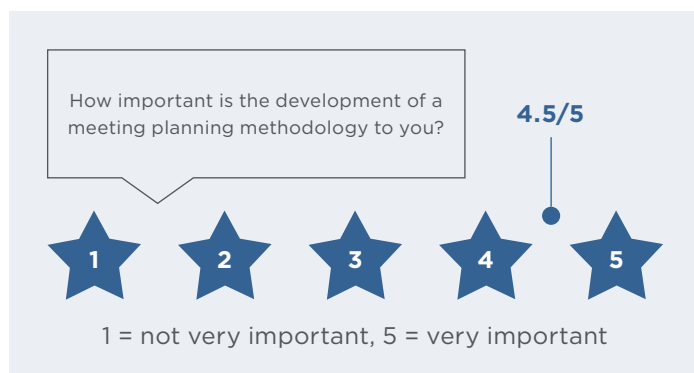 How important is the development of a
meeting planning methodology to you?
4.5/5
1 2 3 4 5
1 = not very important, 5 = very important